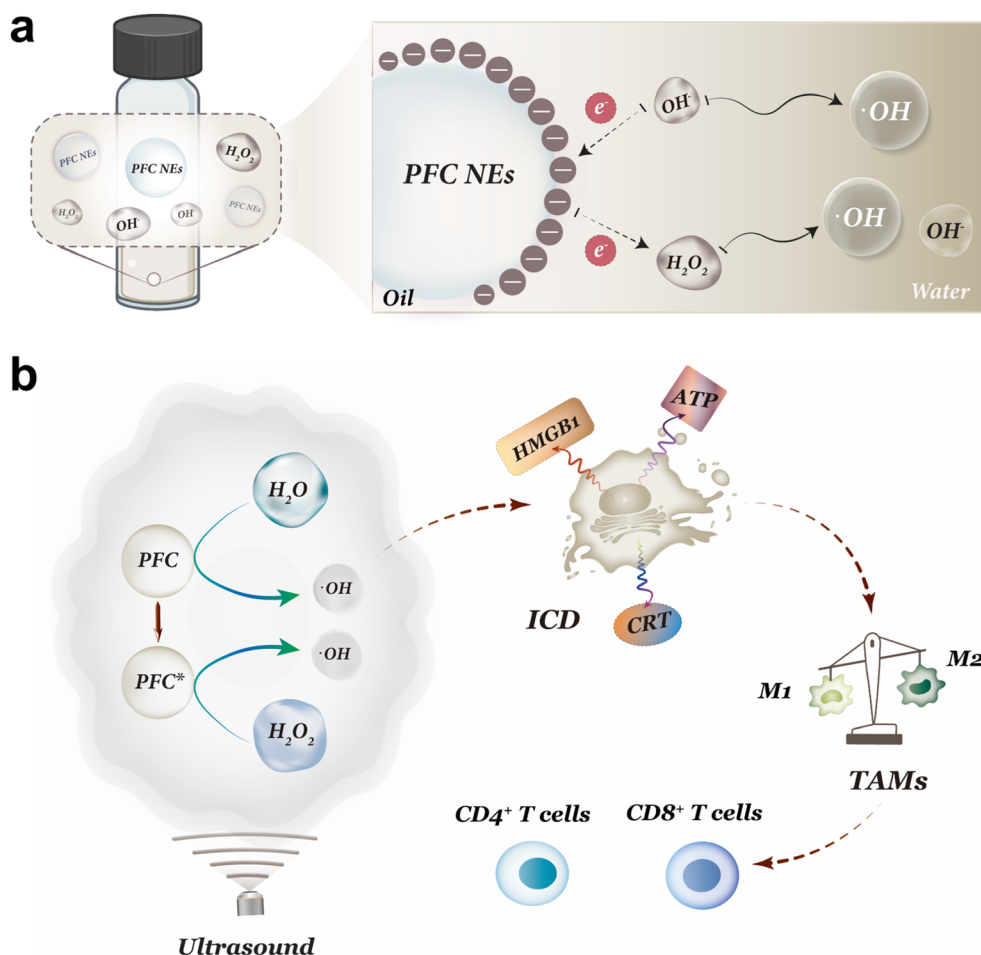 a
PFC NEs
PFC NEs
H₂O₂
H₂O₂
OH⁻
OH⁻
PFC NEs
PFC NEs
Oil
e⁻
OH⁻
·OH
e⁻
H₂O₂
·OH
OH⁻
Water
b
H₂O
PFC
·OH
·OH
PFC*
H₂O₂
Ultrasound
HMGB1
ATP
ICD
CRT
M1
M2
TAMs
CD4⁺ T cells
CD8⁺ T cells